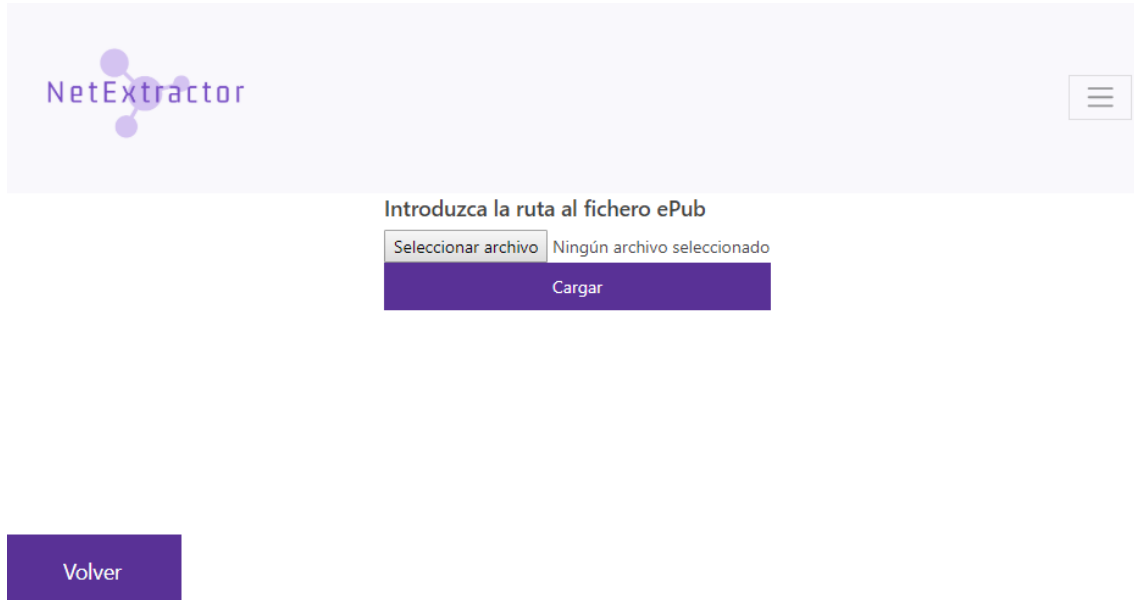 NetExtractor
Introduzca la ruta al fichero ePub
Seleccionar archivo Ningún archivo seleccionado
Cargar
Volver